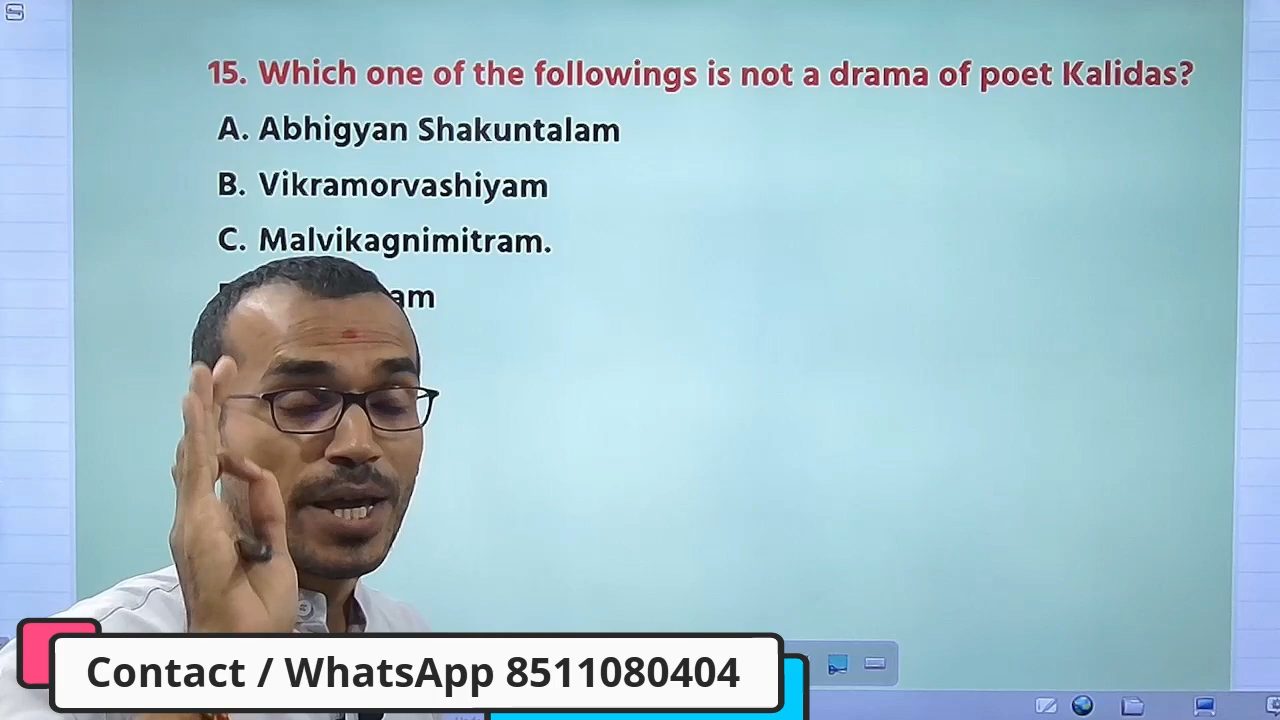 15. Which one of the followings is not a drama of poet Kalidas?
A. Abhigyan Shakuntalam
B. Vikramorvashiyam
C. Malvikagnimitram.
Contact / WhatsApp 8511080404